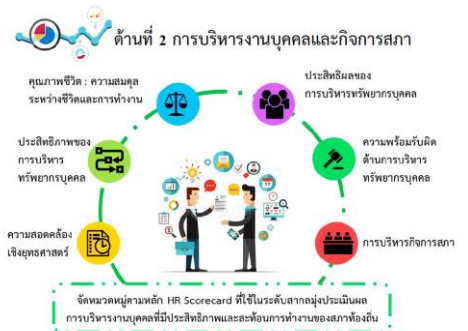 ด้านที่ 2 การบริหารงานบุคคลและกิจการสภา
คุณภาพชีวิต : ความสมดุล
ระหว่างชีวิตและการทำงาน
ประสิทธิผลของ
การบริหารทรัพยากรบุคคล
ประสิทธิภาพของ
การบริหาร
ทรัพยากรบุคคล
ความพร้อมรับผิด
ด้านการบริหาร
ทรัพยากรบุคคล
ความสอดคล้อง
เชิงยุทธศาสตร์
การบริหารกิจการสภา
จัดหมวดหมู่ตามหลัก HR Scorecard ที่ใช้ในระดับสากลมุ่งประเมินผล
การบริหารงานบุคคลที่มีประสิทธิภาพและสะท้อนการทำงานของสภาท้องถิ่น